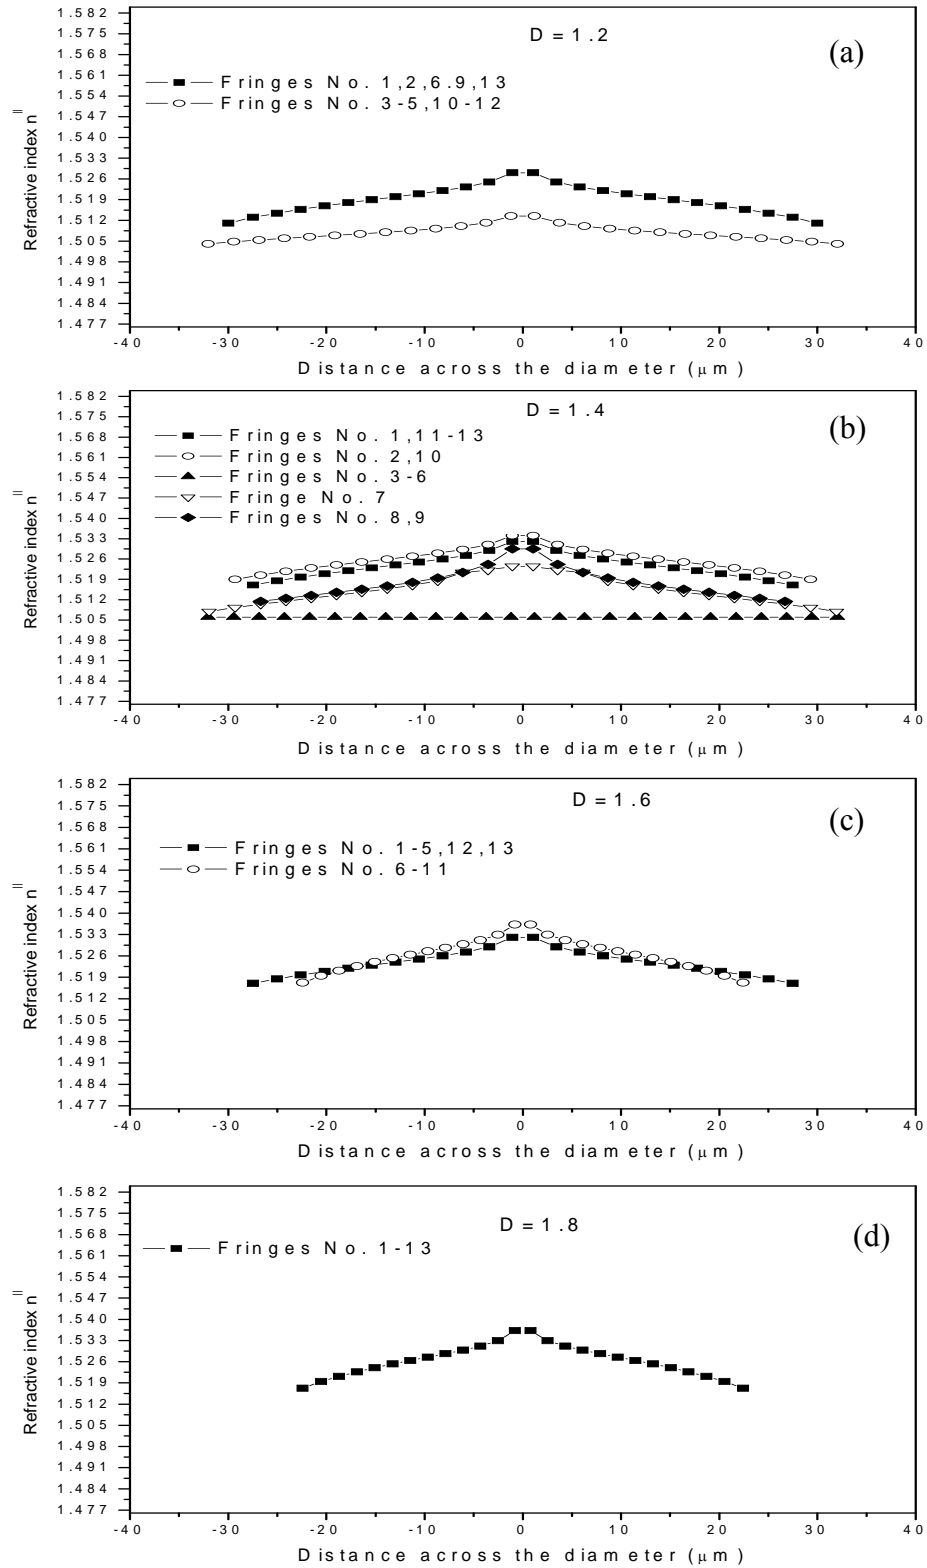 1.582
1.575
1.568
1.561
1.554
1.547
1.540
1.533
1.526
1.519
1.512
1.505
1.498
1.491
1.484
1.477
Refractive index n||
D=1.2
(a)
Fringes No. 1,2,6.9,13
Fringes No. 3-5,10-12
-40 -30 -20 -10 0 10 20 30 40
Distance across the diameter (μm)
1.582
1.575
1.568
1.561
1.554
1.547
1.540
1.533
1.526
1.519
1.512
1.505
1.498
1.491
1.484
1.477
Refractive index n||
D=1.4
(b)
Fringes No. 1,11-13
Fringes No. 2,10
Fringes No. 3-6
Fringe No. 7
Fringes No. 8,9
-40 -30 -20 -10 0 10 20 30 40
Distance across the diameter (μm)
1.582
1.575
1.568
1.561
1.554
1.547
1.540
1.533
1.526
1.519
1.512
1.505
1.498
1.491
1.484
1.477
Refractive index n||
D=1.6
(c)
Fringes No. 1-5,12,13
Fringes No. 6-11
-40 -30 -20 -10 0 10 20 30 40
Distance across the diameter (μm)
1.582
1.575
1.568
1.561
1.554
1.547
1.540
1.533
1.526
1.519
1.512
1.505
1.498
1.491
1.484
1.477
Refractive index n||
D=1.8
(d)
Fringes No. 1-13
-40 -30 -20 -10 0 10 20 30 40
Distance across the diameter (μm)